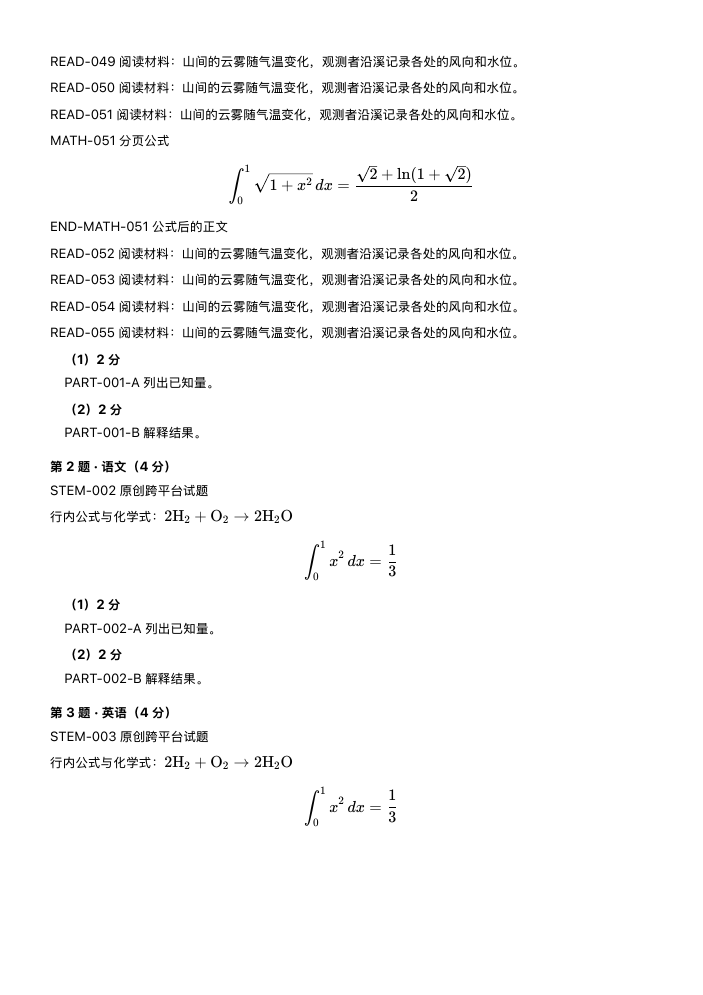 READ-049 阅读材料：山间的云雾随气温变化，观测者沿溪记录各处的风向和水位。
READ-050 阅读材料：山间的云雾随气温变化，观测者沿溪记录各处的风向和水位。
READ-051 阅读材料：山间的云雾随气温变化，观测者沿溪记录各处的风向和水位。
MATH-051 分页公式
∫₀¹ √(1 + x²) dx = (√2 + ln(1 + √2)) / 2
END-MATH-051 公式后的正文
READ-052 阅读材料：山间的云雾随气温变化，观测者沿溪记录各处的风向和水位。
READ-053 阅读材料：山间的云雾随气温变化，观测者沿溪记录各处的风向和水位。
READ-054 阅读材料：山间的云雾随气温变化，观测者沿溪记录各处的风向和水位。
READ-055 阅读材料：山间的云雾随气温变化，观测者沿溪记录各处的风向和水位。
（1）2 分
PART-001-A 列出已知量。
（2）2 分
PART-001-B 解释结果。
第 2 题 · 语文（4 分）
STEM-002 原创跨平台试题
行内公式与化学式：2H₂ + O₂ → 2H₂O
∫₀¹ x² dx = 1/3
（1）2 分
PART-002-A 列出已知量。
（2）2 分
PART-002-B 解释结果。
第 3 题 · 英语（4 分）
STEM-003 原创跨平台试题
行内公式与化学式：2H₂ + O₂ → 2H₂O
∫₀¹ x² dx = 1/3